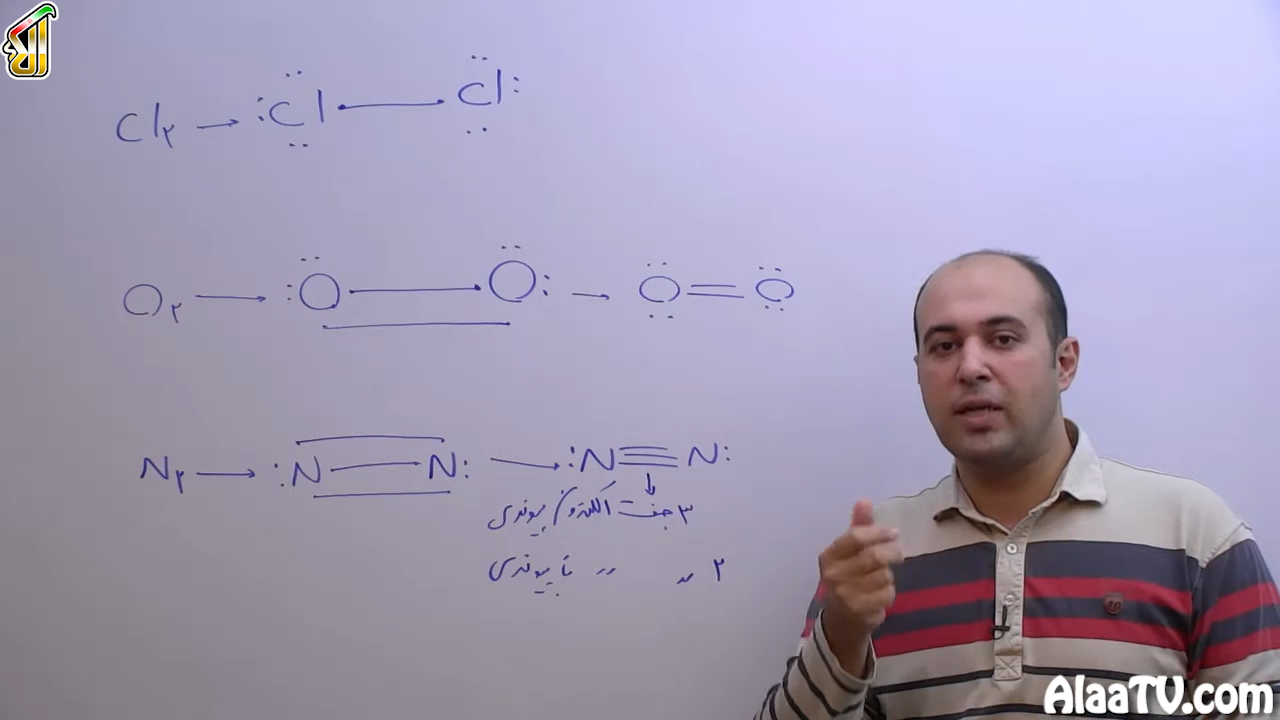 Cl۲ → :Cl — Cl:
O۲ → :O — O: → O = O
N۲ → :N — N: → :N ≡ N:
۳ جفت الکترون پیوندی
۲ 〃 〃 ناپیوندی
AlaaTV.com